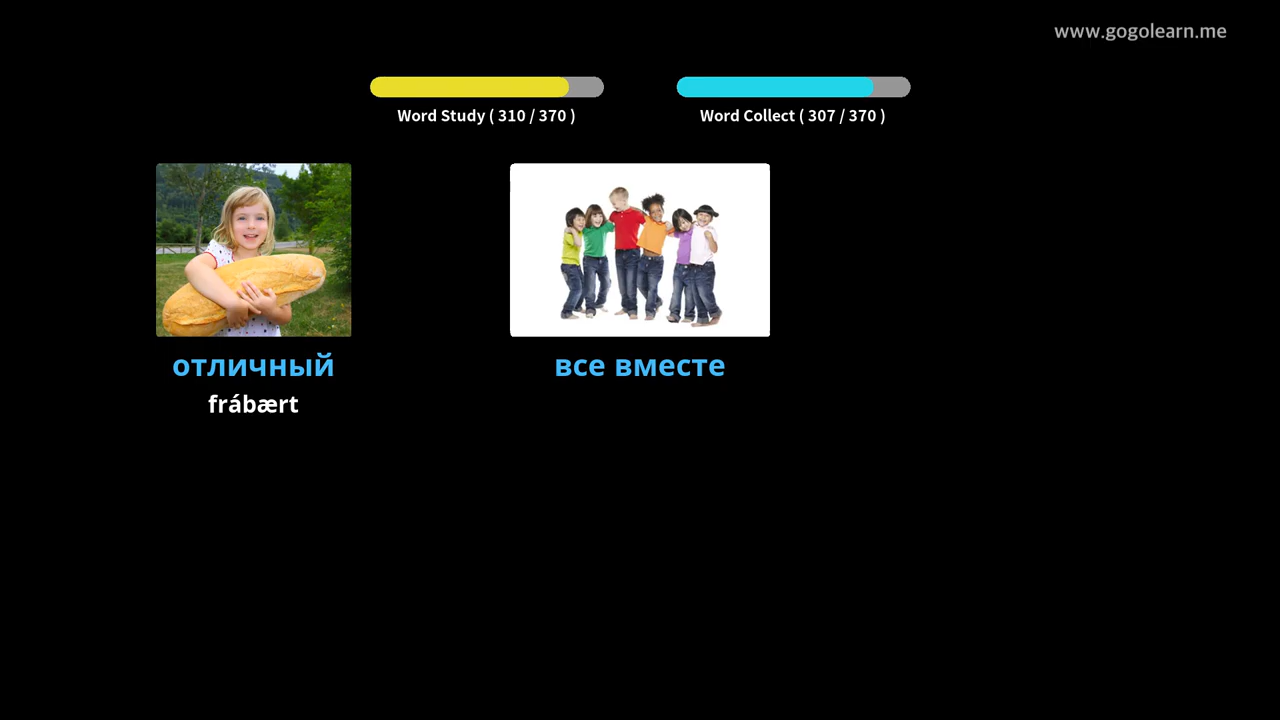 www.gogolearn.me
Word Study ( 310 / 370 )
Word Collect ( 307 / 370 )
отличный
frábært
все вместе